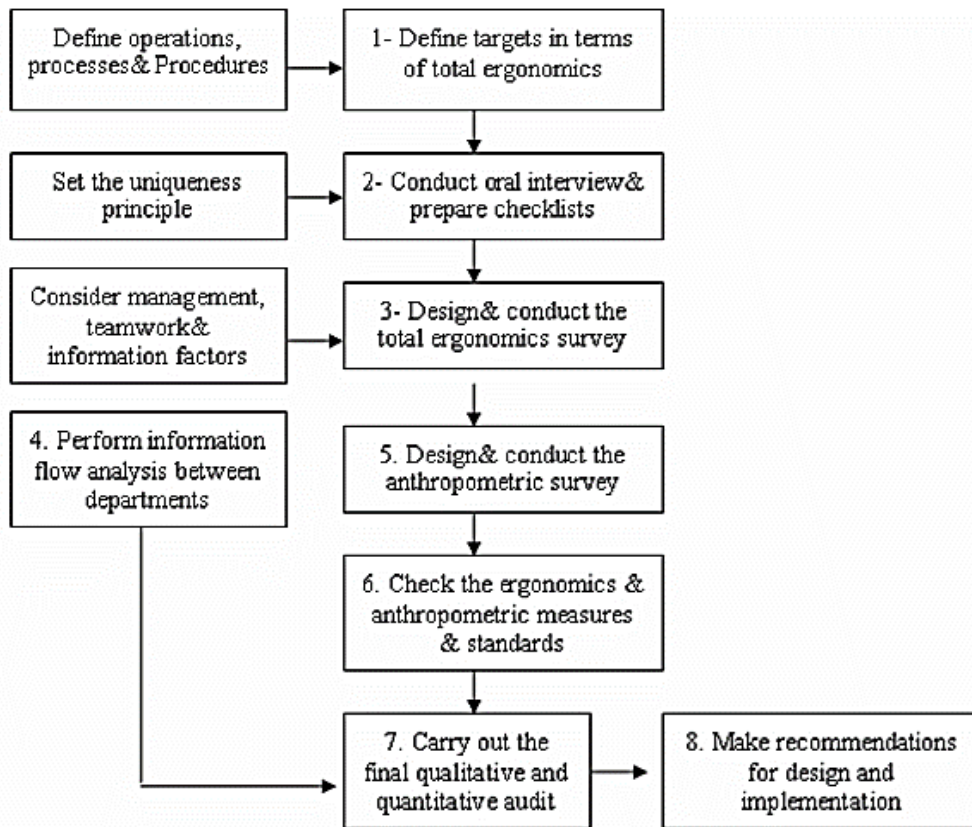 Define operations,
processes& Procedures
1- Define targets in terms
of total ergonomics
Set the uniqueness
principle
2- Conduct oral interview&
prepare checklists
Consider management,
teamwork&
information factors
3- Design& conduct the
total ergonomics survey
4. Perform information
flow analysis between
departments
5. Design& conduct the
anthropometric survey
6. Check the ergonomics &
anthropometric measures
& standards
7. Carry out the
final qualitative and
quantitative audit
8. Make recommendations
for design and
implementation